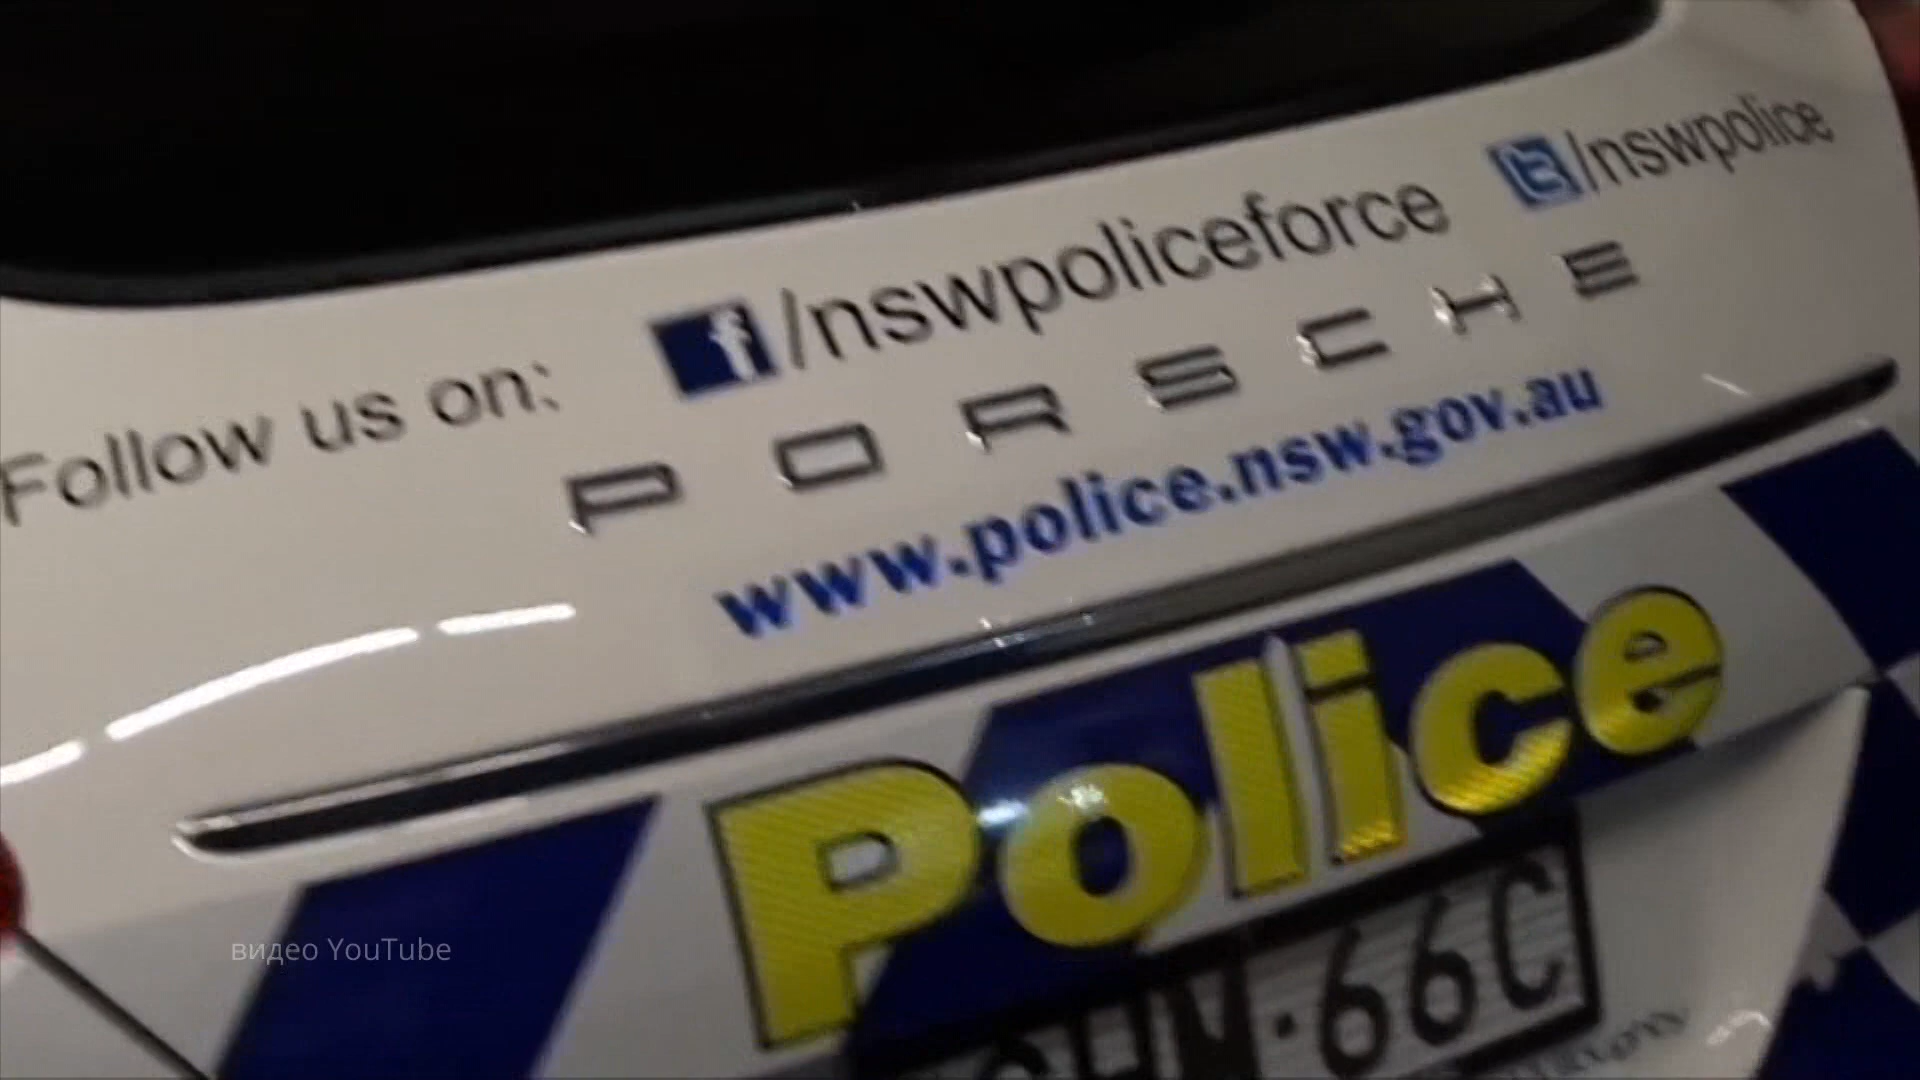 Follow us on: f/nswpoliceforce t/nswpolice
PORSCHE
www.police.nsw.gov.au
Police
66C
видео YouTube